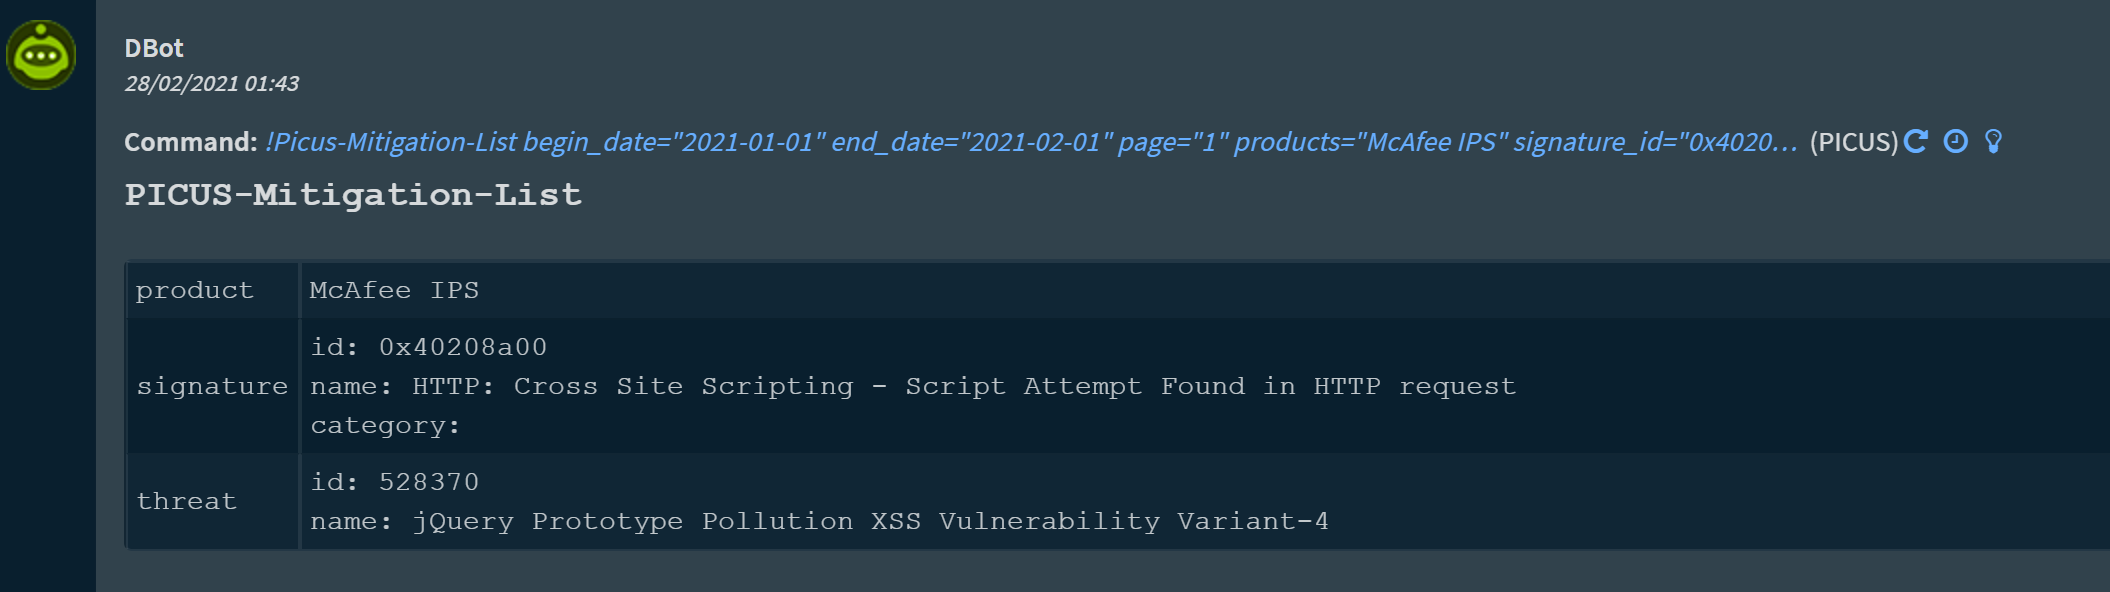 DBot
28/02/2021 01:43
Command: !Picus-Mitigation-List begin_date="2021-01-01" end_date="2021-02-01" page="1" products="McAfee IPS" signature_id="0x4020... (PICUS)
PICUS-Mitigation-List
product McAfee IPS
id: 0x40208a00
signature name: HTTP: Cross Site Scripting - Script Attempt Found in HTTP request
category:
id: 528370
threat
name: jQuery Prototype Pollution XSS Vulnerability Variant-4